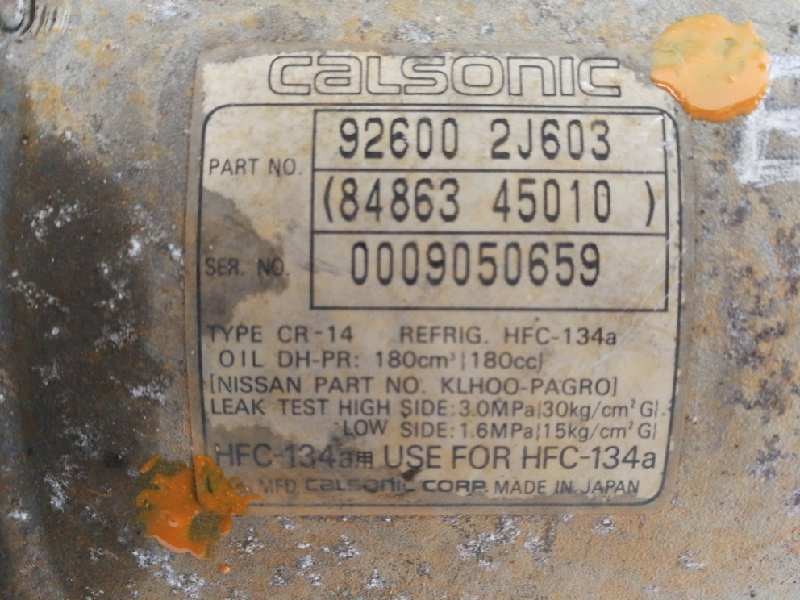 CALSONIC
PART NO. 92600 2J603
(84863 45010 )
SER. NO. 0009050659
TYPE CR-14 REFRIG. HFC-134a
OIL DH-PR: 180cm³(180cc)
[NISSAN PART NO. KLHOO-PAGRO]
LEAK TEST HIGH SIDE:3.0MPa(30kg/cm²G)
LOW SIDE:1.6MPa(15kg/cm²G)
HFC-134a用 USE FOR HFC-134a
MFD. CALSONIC CORP. MADE IN JAPAN